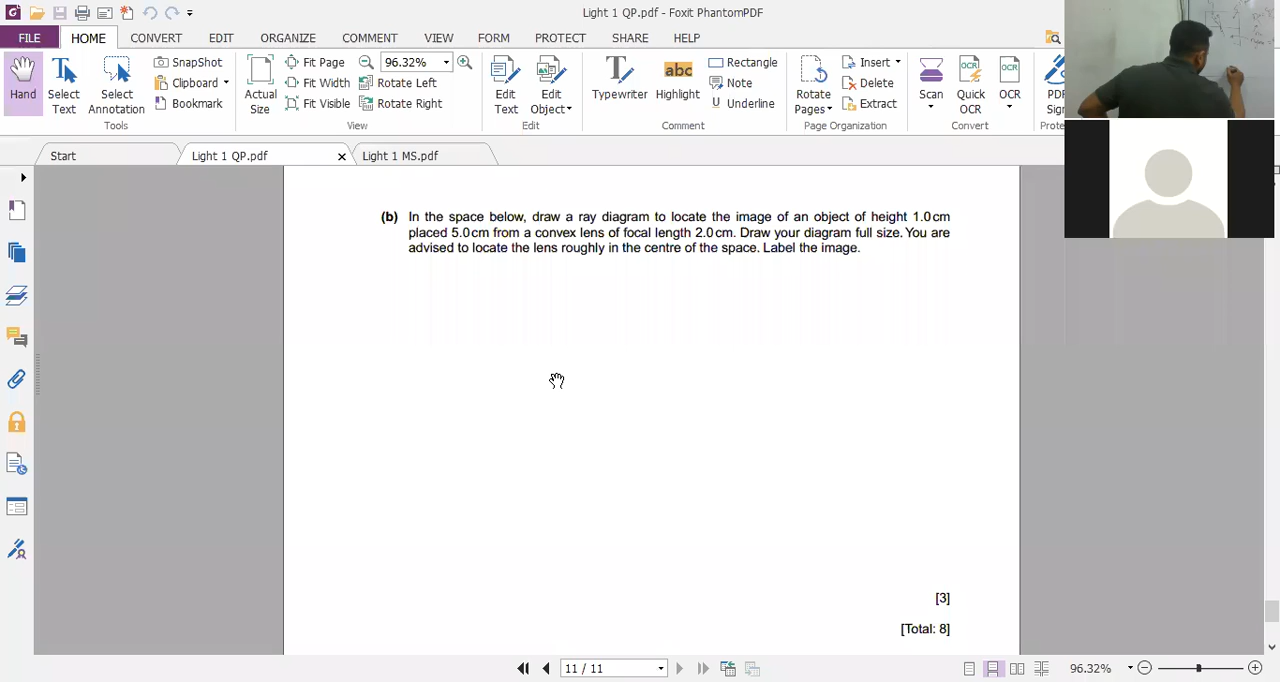 Light 1 QP.pdf - Foxit PhantomPDF
FILE HOME CONVERT EDIT ORGANIZE COMMENT VIEW FORM PROTECT SHARE HELP
Hand
Select Text
Select Annotation
SnapShot
Clipboard
Bookmark
Tools
Actual Size
Fit Page
Fit Width
Fit Visible
96.32%
Rotate Left
Rotate Right
View
Edit Text
Edit Object
Edit
Typewriter
Highlight
Rectangle
Note
Underline
Comment
Rotate Pages
Insert
Delete
Extract
Page Organization
Scan
Quick OCR
OCR
Convert
PDF
Sign
Prote
Start
Light 1 QP.pdf
Light 1 MS.pdf
(b) In the space below, draw a ray diagram to locate the image of an object of height 1.0cm
placed 5.0cm from a convex lens of focal length 2.0cm. Draw your diagram full size. You are
advised to locate the lens roughly in the centre of the space. Label the image.
[3]
[Total: 8]
11 / 11
96.32%